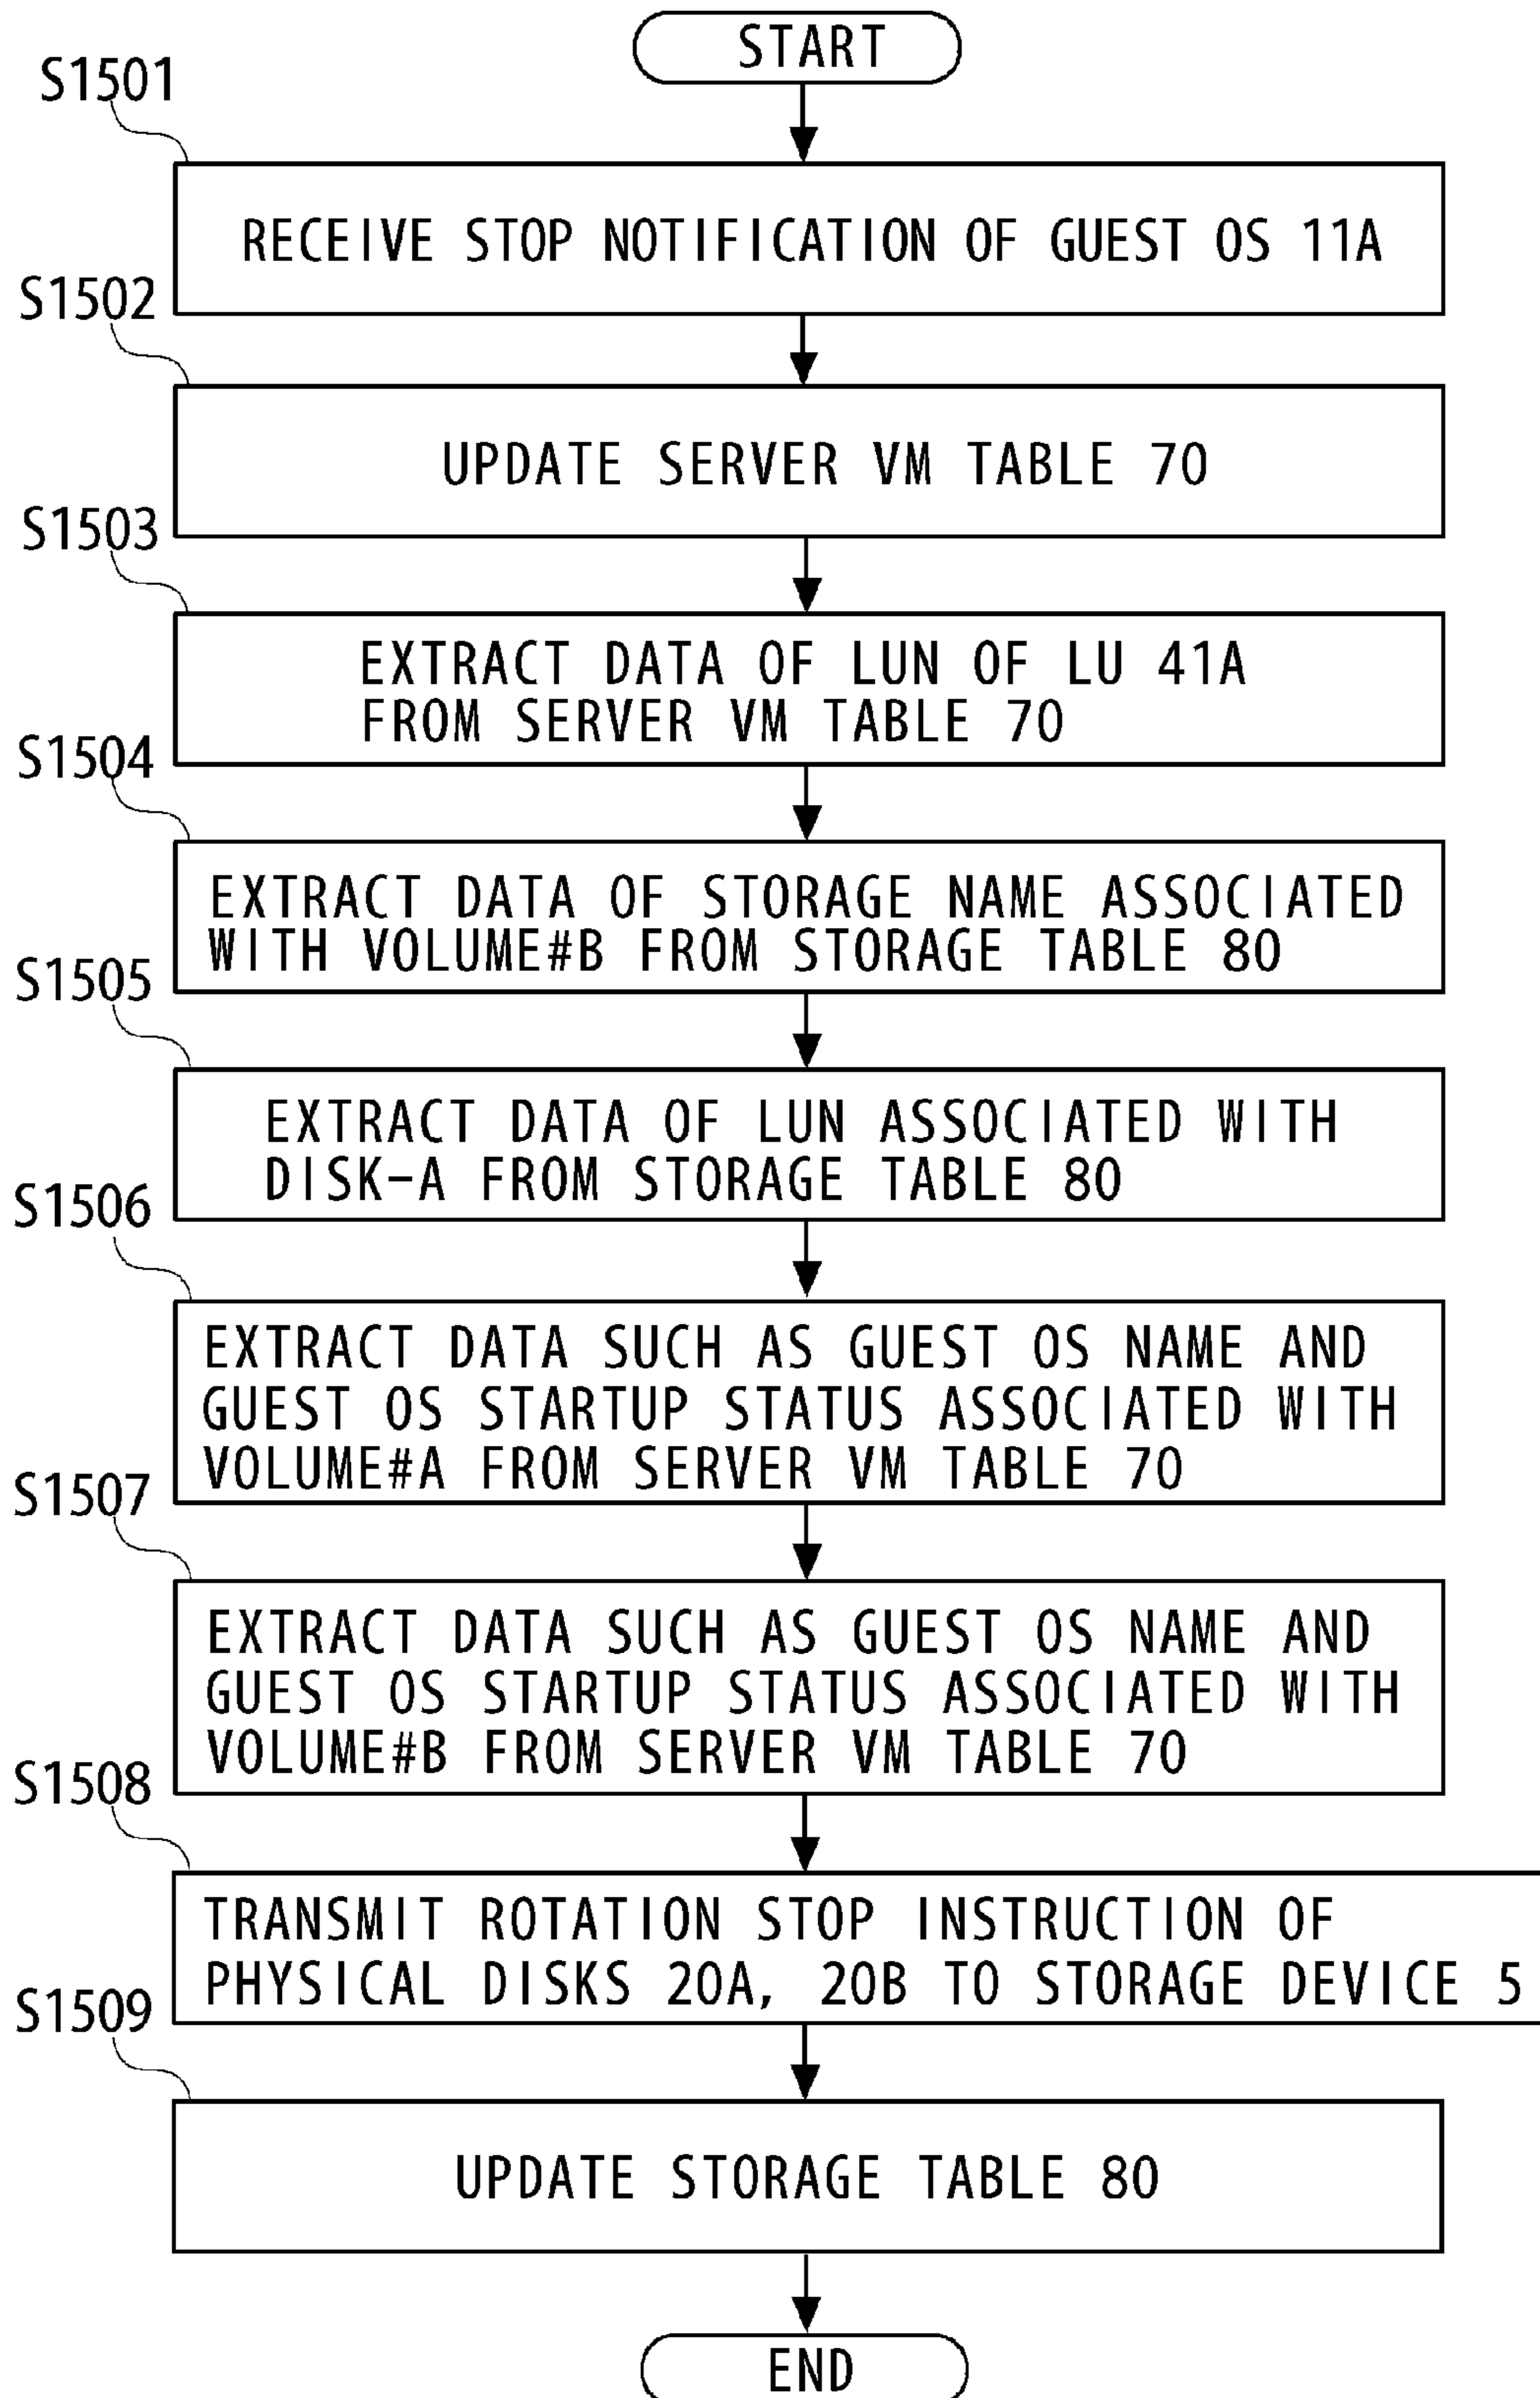 START
S1501
RECEIVE STOP NOTIFICATION OF GUEST OS 11A
S1502
UPDATE SERVER VM TABLE 70
S1503
EXTRACT DATA OF LUN OF LU 41A
FROM SERVER VM TABLE 70
S1504
EXTRACT DATA OF STORAGE NAME ASSOCIATED
WITH VOLUME#B FROM STORAGE TABLE 80
S1505
EXTRACT DATA OF LUN ASSOCIATED WITH
DISK-A FROM STORAGE TABLE 80
S1506
EXTRACT DATA SUCH AS GUEST OS NAME AND
GUEST OS STARTUP STATUS ASSOCIATED WITH
VOLUME#A FROM SERVER VM TABLE 70
S1507
EXTRACT DATA SUCH AS GUEST OS NAME AND
GUEST OS STARTUP STATUS ASSOCIATED WITH
VOLUME#B FROM SERVER VM TABLE 70
S1508
TRANSMIT ROTATION STOP INSTRUCTION OF
PHYSICAL DISKS 20A, 20B TO STORAGE DEVICE 5
S1509
UPDATE STORAGE TABLE 80
END